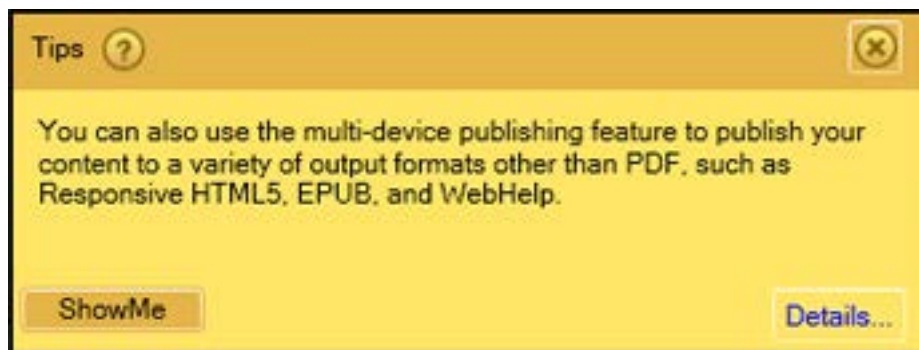 Tips ?
You can also use the multi-device publishing feature to publish your
content to a variety of output formats other than PDF, such as
Responsive HTML5, EPUB, and WebHelp.
ShowMe Details...